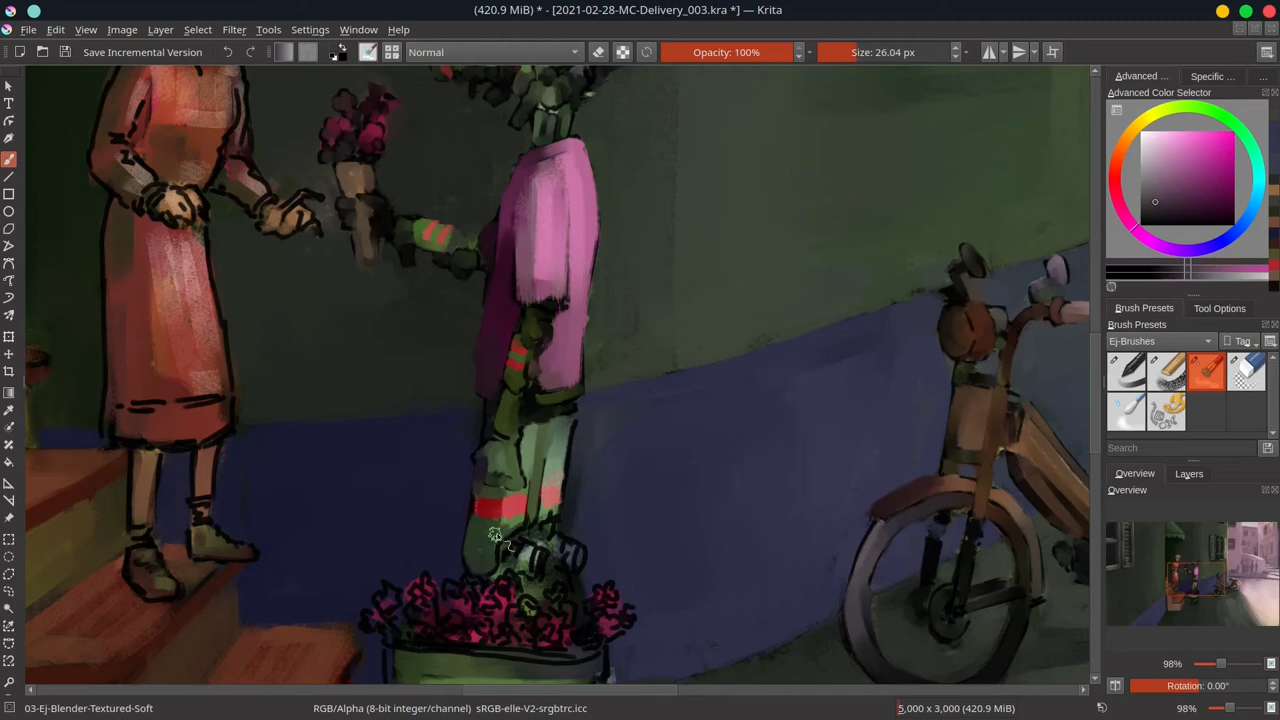 (420.9 MiB) * - [2021-02-28-MC-Delivery_003.kra *] — Krita
File Edit View Image Layer Select Filter Tools Settings Window Help
Save Incremental Version Normal Opacity: 100% Size: 26.04 px
Advanced ... Specific ... ...
Advanced Color Selector
Brush Presets Tool Options
Brush Presets
Ej-Brushes Tag
Search
Overview Layers
Overview
98%
Rotation: 0.00°
03-Ej-Blender-Textured-Soft RGB/Alpha (8-bit integer/channel) sRGB-elle-V2-srgbtrc.icc 5,000 x 3,000 (420.9 MiB) 98%